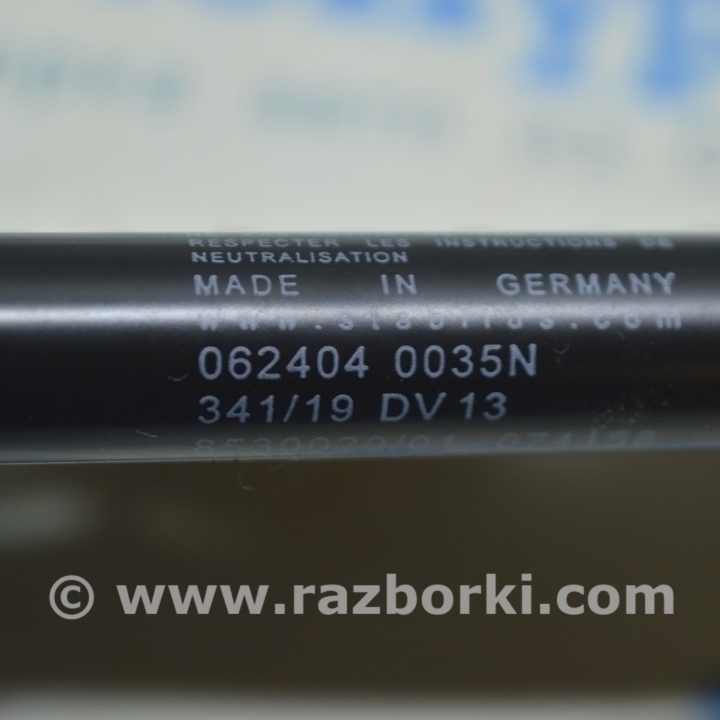 RESPECTER LES INSTRUCTIONS DE
NEUTRALISATION
MADE IN GERMANY
www.stabilus.com
062404 0035N
341/19 DV13
© www.razborki.com